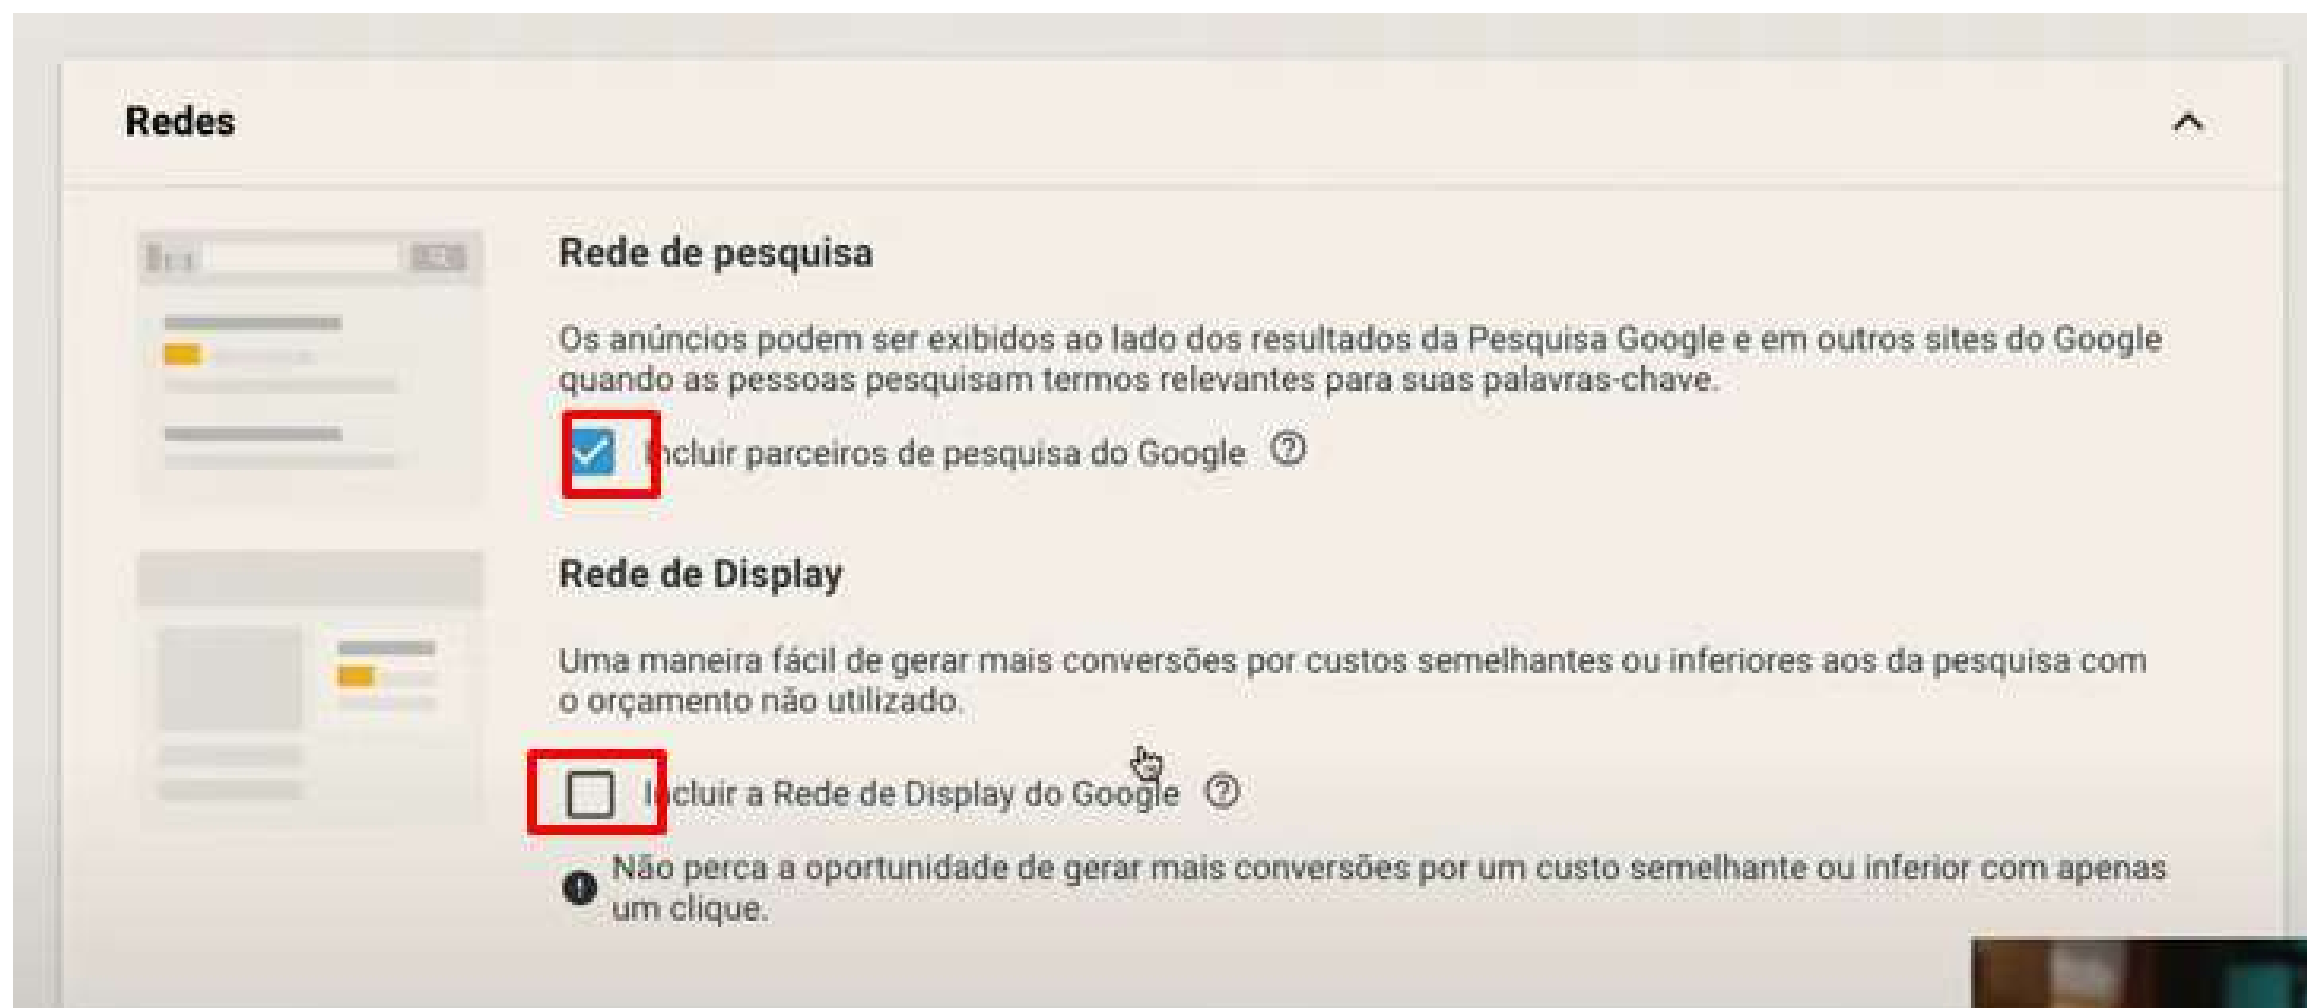 Redes
Rede de pesquisa
Os anúncios podem ser exibidos ao lado dos resultados da Pesquisa Google e em outros sites do Google
quando as pessoas pesquisam termos relevantes para suas palavras-chave.
Incluir parceiros de pesquisa do Google
Rede de Display
Uma maneira fácil de gerar mais conversões por custos semelhantes ou inferiores aos da pesquisa com
o orçamento não utilizado.
Incluir a Rede de Display do Google
Não perca a oportunidade de gerar mais conversões por um custo semelhante ou inferior com apenas
um clique.